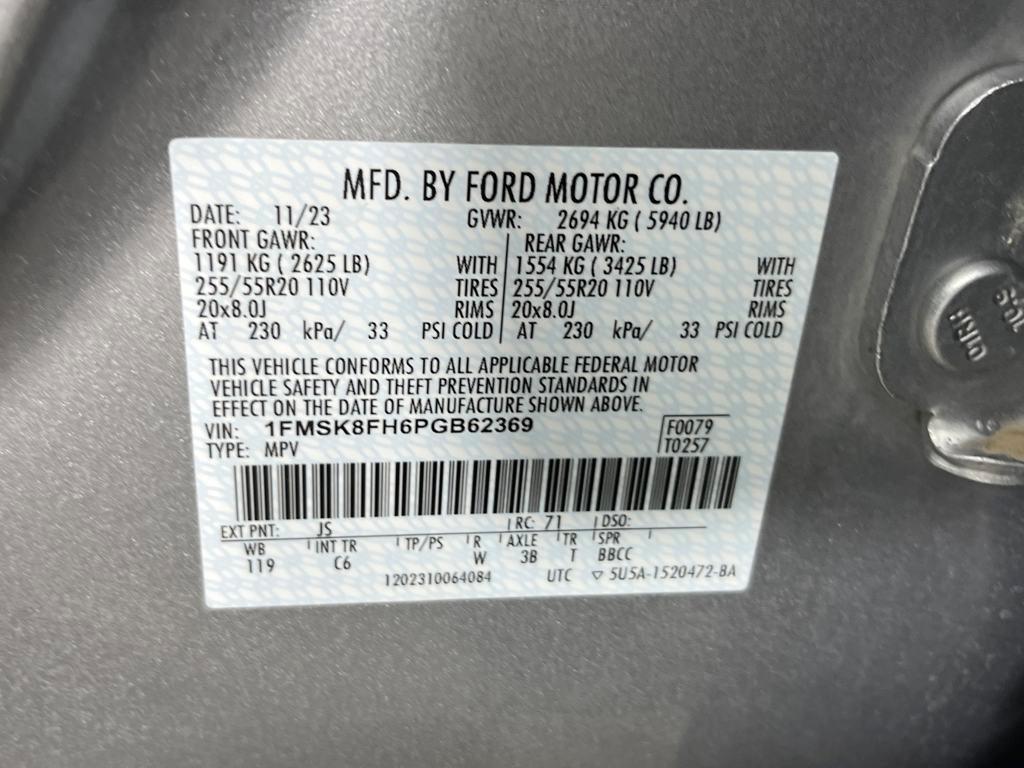 MFD. BY FORD MOTOR CO.
DATE: 11/23 GVWR: 2694 KG ( 5940 LB)
FRONT GAWR: REAR GAWR:
1191 KG ( 2625 LB) WITH 1554 KG ( 3425 LB) WITH
255/55R20 110V TIRES 255/55R20 110V TIRES
20x8.0J RIMS 20x8.0J RIMS
AT 230 kPa/ 33 PSI COLD AT 230 kPa/ 33 PSI COLD
THIS VEHICLE CONFORMS TO ALL APPLICABLE FEDERAL MOTOR
VEHICLE SAFETY AND THEFT PREVENTION STANDARDS IN
EFFECT ON THE DATE OF MANUFACTURE SHOWN ABOVE.
VIN: 1FMSK8FH6PGB62369 F0079
TYPE: MPV T0257
EXT PNT: JS RC: 71 DSO:
WB INT TR TP/PS R AXLE TR SPR
119 C6 W 3B T BBCC
1202310064084 UTC ▽ 5U5A-1520472-BA